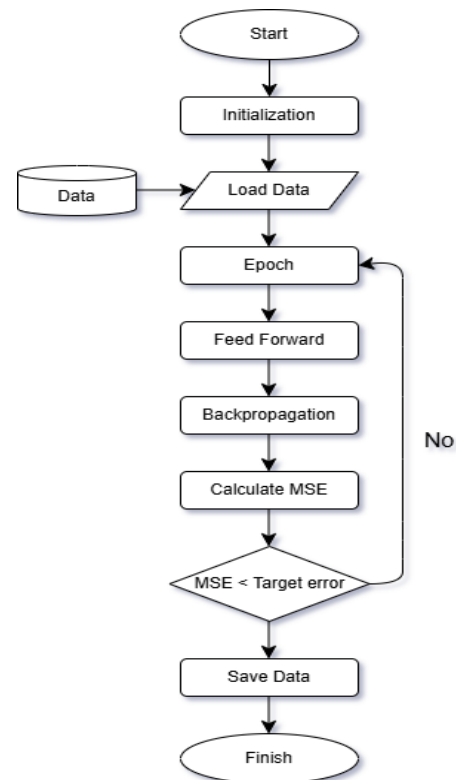 Start
Initialization
Data
Load Data
Epoch
Feed Forward
Backpropagation
No
Calculate MSE
MSE < Target error
Save Data
Finish